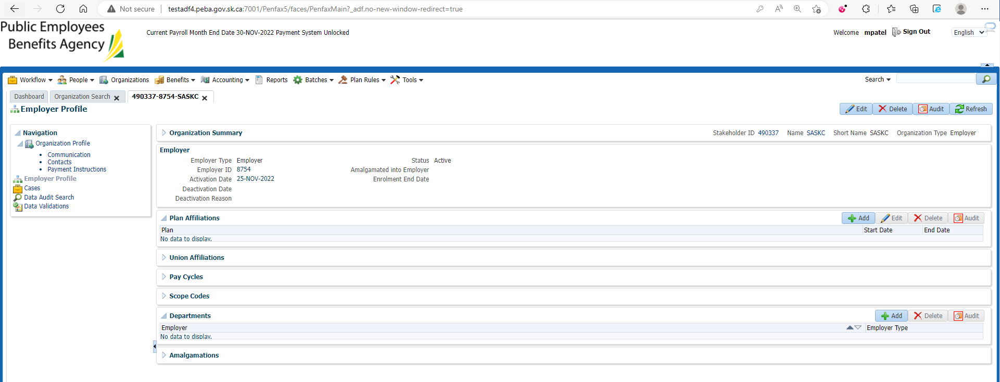 Not secure testadf4.peba.gov.sk.ca:7001/Penfax5/faces/PenfaxMain?_adf.no-new-window-redirect=true
Public Employees
Benefits Agency
Current Payroll Month End Date 30-NOV-2022 Payment System Unlocked
Welcome mpatel Sign Out English
Workflow People Organizations Benefits Accounting Reports Batches Plan Rules Tools Search
Dashboard Organization Search 490337-8754-SASKC
Employer Profile Edit Delete Audit Refresh
Navigation
Organization Profile
Communication
Contacts
Payment Instructions
Employer Profile
Cases
Data Audit Search
Data Validations
Organization Summary Stakeholder ID 490337 Name SASKC Short Name SASKC Organization Type Employer
Employer
Employer Type Employer Status Active
Employer ID 8754 Amalgamated into Employer
Activation Date 25-NOV-2022 Enrolment End Date
Deactivation Date
Deactivation Reason
Plan Affiliations Add Edit Delete Audit
Plan Start Date End Date
No data to display.
Union Affiliations
Pay Cycles
Scope Codes
Departments Add Delete Audit
Employer Employer Type
No data to display.
Amalgamations